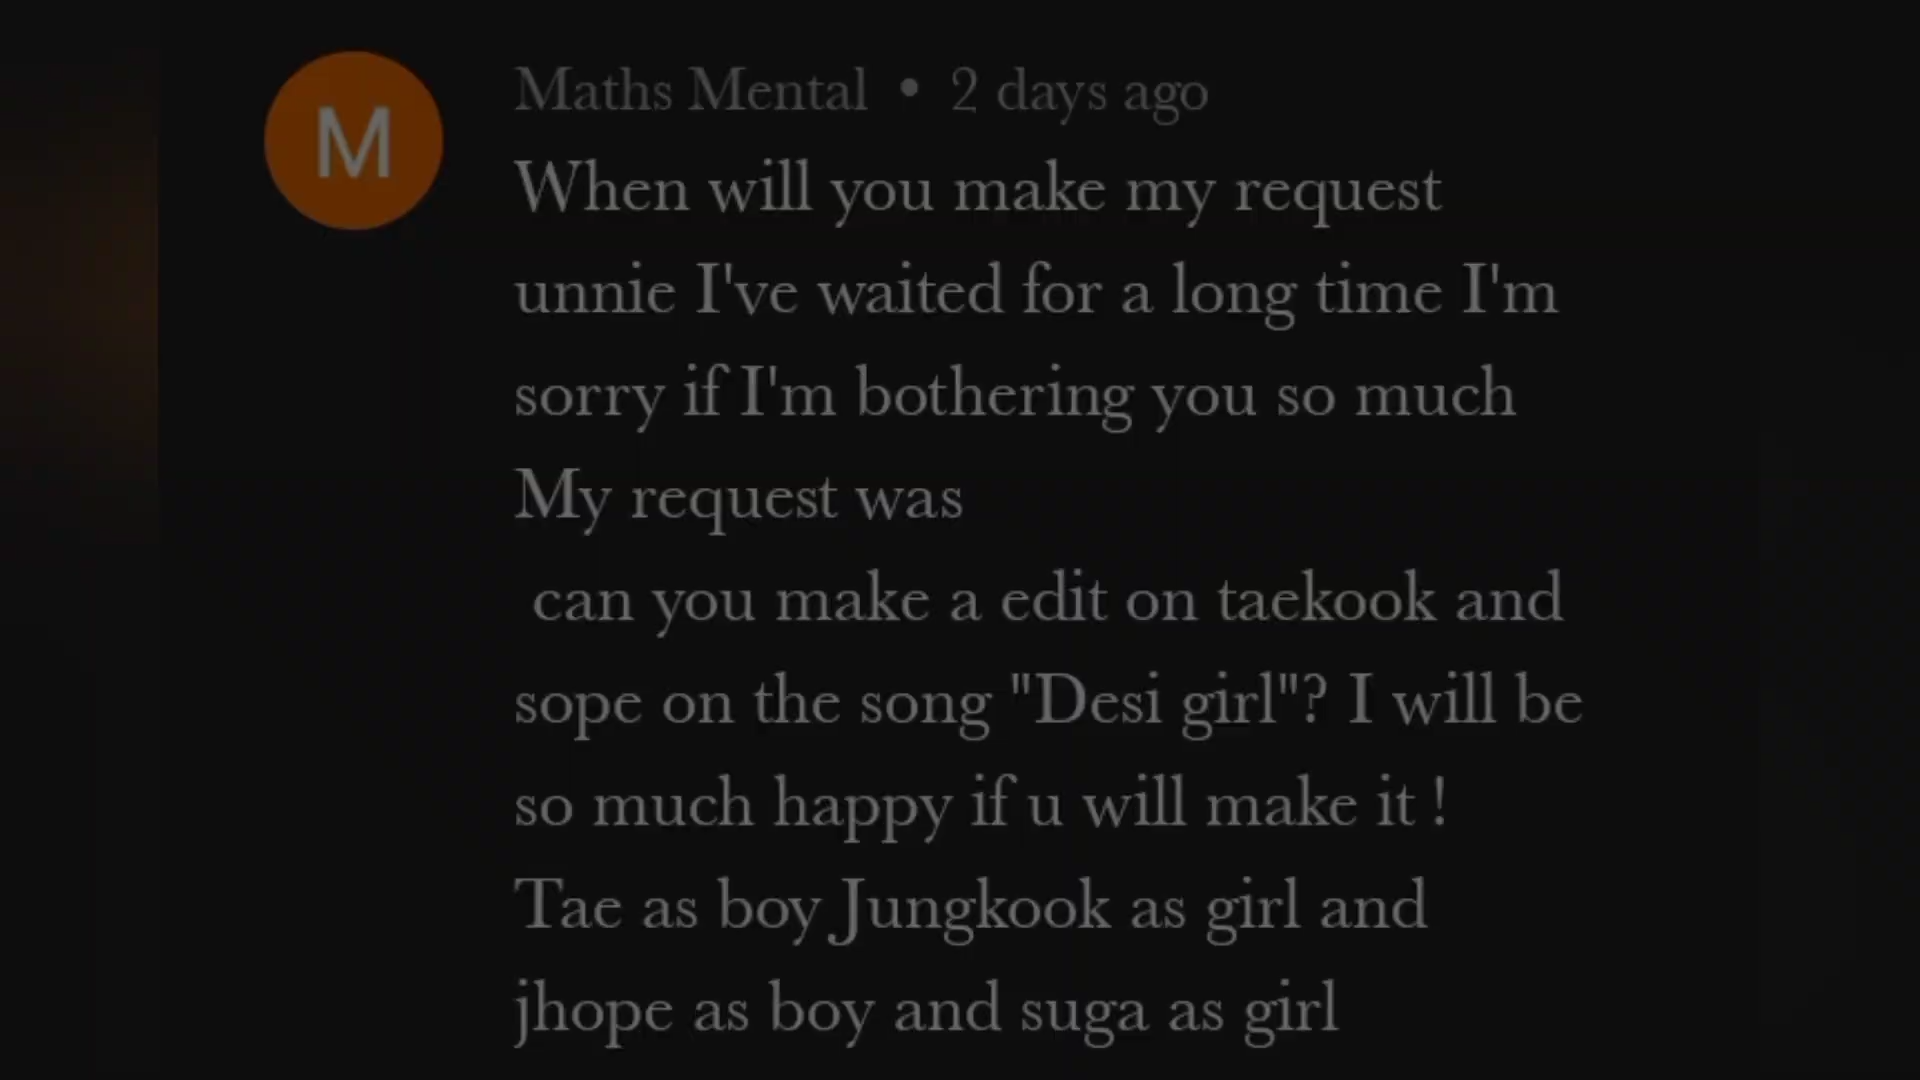 M
Maths Mental • 2 days ago
When will you make my request
unnie I've waited for a long time I'm
sorry if I'm bothering you so much
My request was
can you make a edit on taekook and
sope on the song "Desi girl"? I will be
so much happy if u will make it !
Tae as boy Jungkook as girl and
jhope as boy and suga as girl